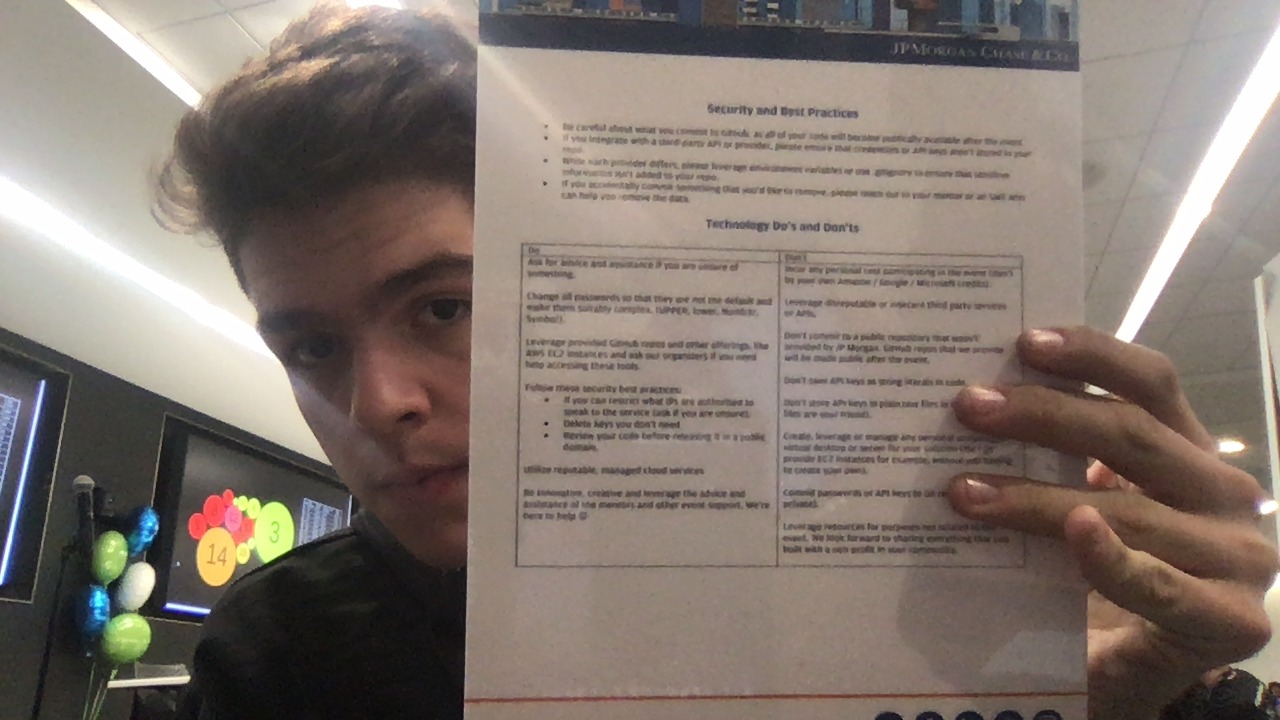 JPMORGAN CHASE & CO.
Security and Best Practices
Be careful about what you commit to Github, as all of your code will become publically available after the event.
If you integrate with a third-party API or provider, please ensure that credentials or API keys aren't stored in your
repo.
While each provider differs, please leverage environment variables or use .gitignore to ensure that sensitive
information isn't added to your repo.
If you accidentally commit something that you'd like to remove, please reach out to your mentor or an
can help you remove the data.
Technology Do's and Don'ts
Do
Ask for advice and assistance if you are unsure of
something.
Change all passwords so that they are not the default and
make them suitably complex. (UPPER, lower, Numb3r,
Symbol!).
Leverage provided GitHub repos and other offerings, like
AWS EC2 instances and ask our organizers if you need
help accessing these tools.
Follow these security best practices:
If you can restrict what IPs are authorised to
speak to the service (ask if you are unsure).
Delete keys you don't need
Review your code before releasing it in a public
domain.
Utilize reputable, managed cloud services
Be innovative, creative and leverage the advice and
assistance of the mentors and other event support. We're
here to help ☺
Don't
Incur any personal cost participating in the event (don't
by your own Amazon / Google / Microsoft credits).
Leverage disreputable or insecure third party services
or APIs.
Don't commit to a public repository that wasn't
provided by JP Morgan. GitHub repos that we provide
will be made public after the event.
Don't save API keys as string literals in code.
Don't store API keys in plain text files in
files are your friend).
Create, leverage or manage any personal
virtual desktop or server for your solution
provide EC2 instances for example, without you having
to create your own).
Commit passwords or API keys to Git
private).
Leverage resources for purposes not related to the
event. We look forward to sharing everything that you
built with a non profit in your community.
14
3